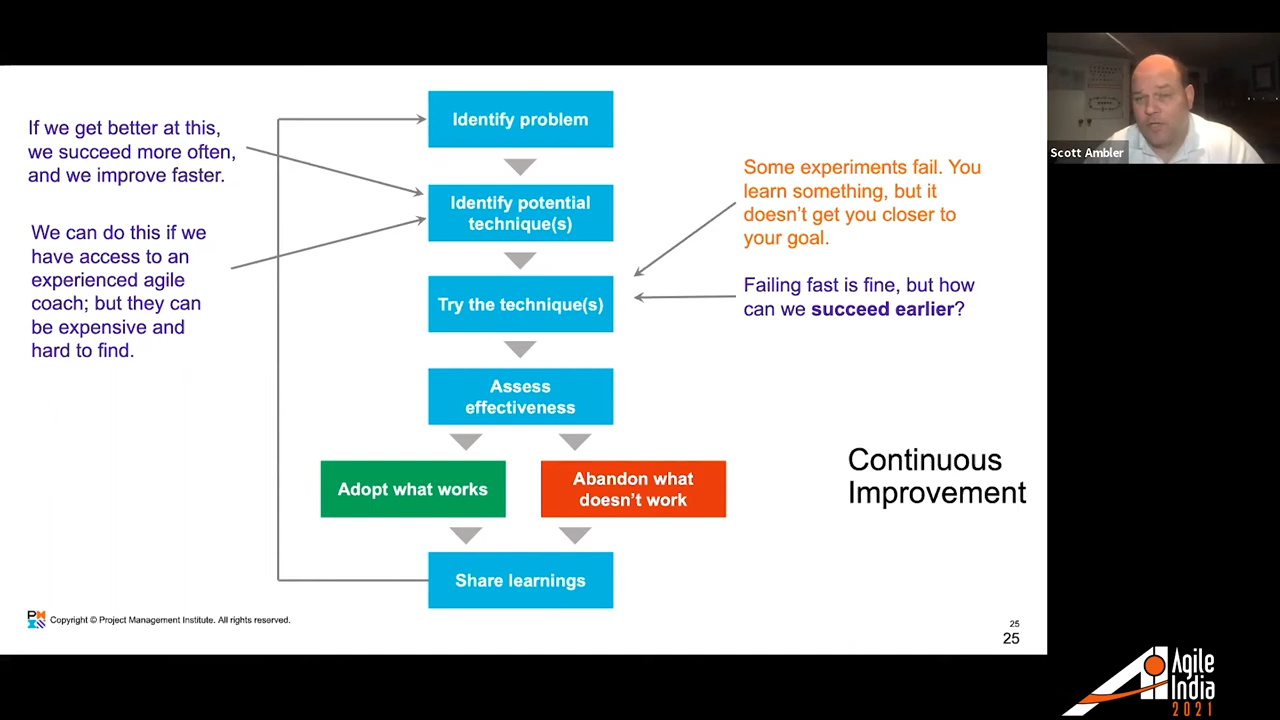 If we get better at this,
we succeed more often,
and we improve faster.
We can do this if we
have access to an
experienced agile
coach; but they can
be expensive and
hard to find.
Identify problem
Identify potential
technique(s)
Try the technique(s)
Assess
effectiveness
Adopt what works
Abandon what
doesn't work
Share learnings
Some experiments fail. You
learn something, but it
doesn't get you closer to
your goal.
Failing fast is fine, but how
can we succeed earlier?
Continuous
Improvement
Copyright © Project Management Institute. All rights reserved.
25
25
Scott Ambler
Agile
India
2021